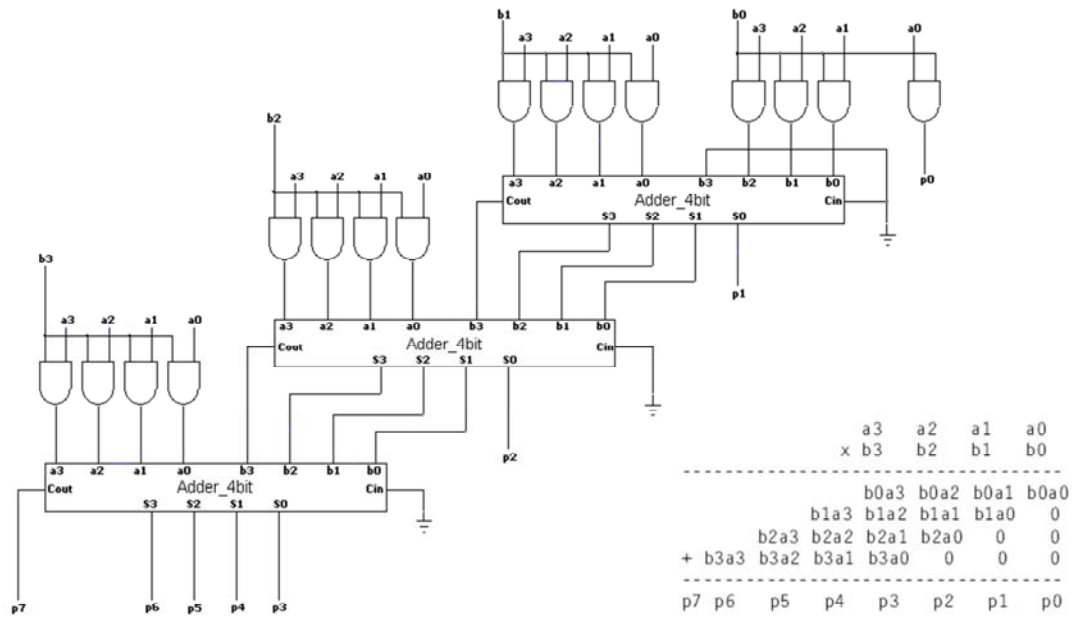 b1
b0
a3 a2 a1 a0
a3 a2 a1
a0
b2
a3 a2 a1 a0 b3 b2 b1 b0
p0
a3 a2 a1 a0
Cout Adder_4bit Cin
S3 S2 S1 S0
b3
p1
a3 a2 a1 a0
a3 a2 a1 a0 b3 b2 b1 b0
Cout Adder_4bit Cin
S3 S2 S1 S0
p2
a3 a2 a1 a0 b3 b2 b1 b0
Cout Adder_4bit Cin
S3 S2 S1 S0
p7 p6 p5 p4 p3
a3 a2 a1 a0
x b3 b2 b1 b0
b0a3 b0a2 b0a1 b0a0
b1a3 b1a2 b1a1 b1a0 0
b2a3 b2a2 b2a1 b2a0 0 0
+ b3a3 b3a2 b3a1 b3a0 0 0 0
p7 p6 p5 p4 p3 p2 p1 p0